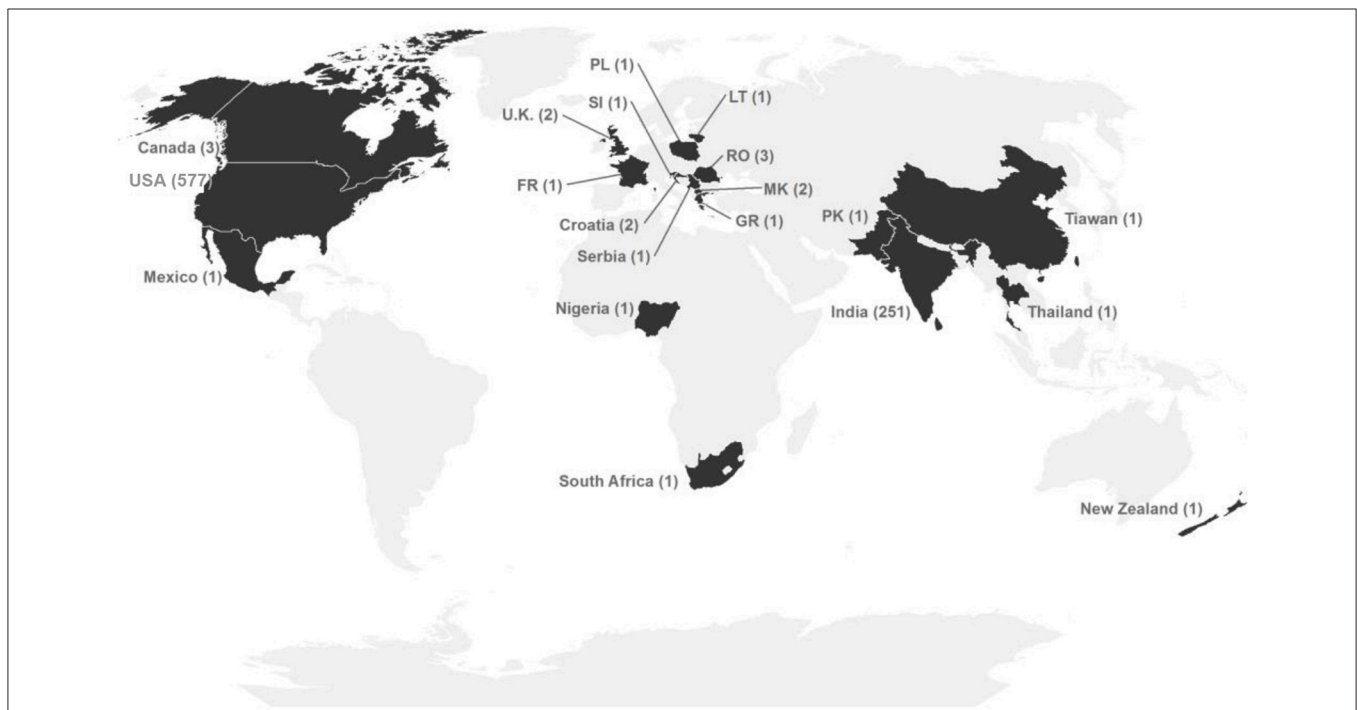 PL (1)
SI (1)
LT (1)
U.K. (2)
Canada (3)
RO (3)
USA (577)
FR (1)
MK (2)
Croatia (2)
GR (1)
PK (1)
Tiawan (1)
Serbia (1)
Mexico (1)
Nigeria (1)
India (251)
Thailand (1)
South Africa (1)
New Zealand (1)